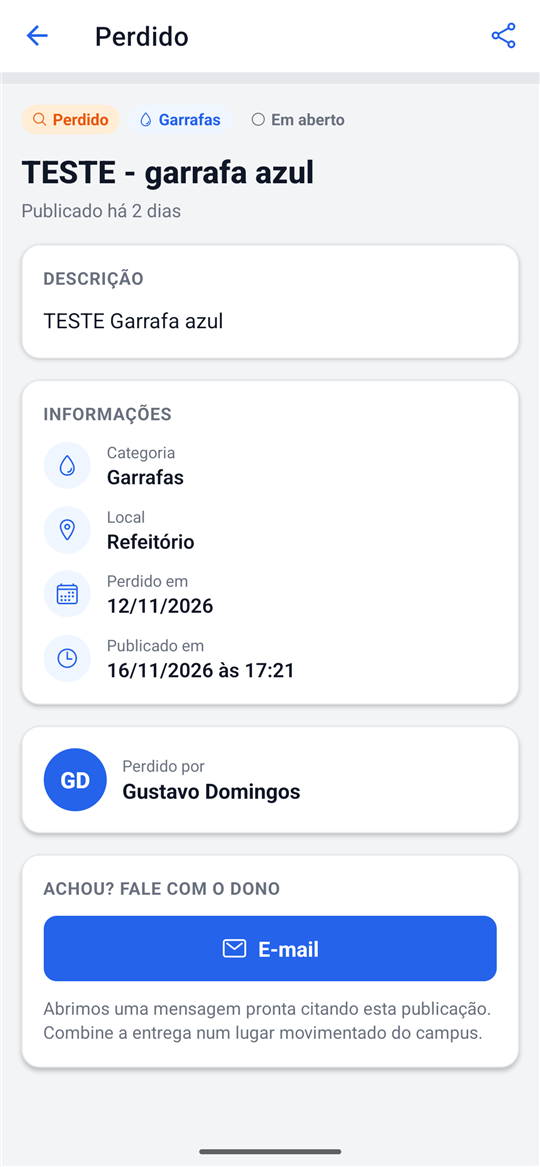 Perdido
Perdido
Garrafas
Em aberto
TESTE - garrafa azul
Publicado há 2 dias
DESCRIÇÃO
TESTE Garrafa azul
INFORMAÇÕES
Categoria
Garrafas
Local
Refeitório
Perdido em
12/11/2026
Publicado em
16/11/2026 às 17:21
GD
Perdido por
Gustavo Domingos
ACHOU? FALE COM O DONO
E-mail
Abrimos uma mensagem pronta citando esta publicação.
Combine a entrega num lugar movimentado do campus.